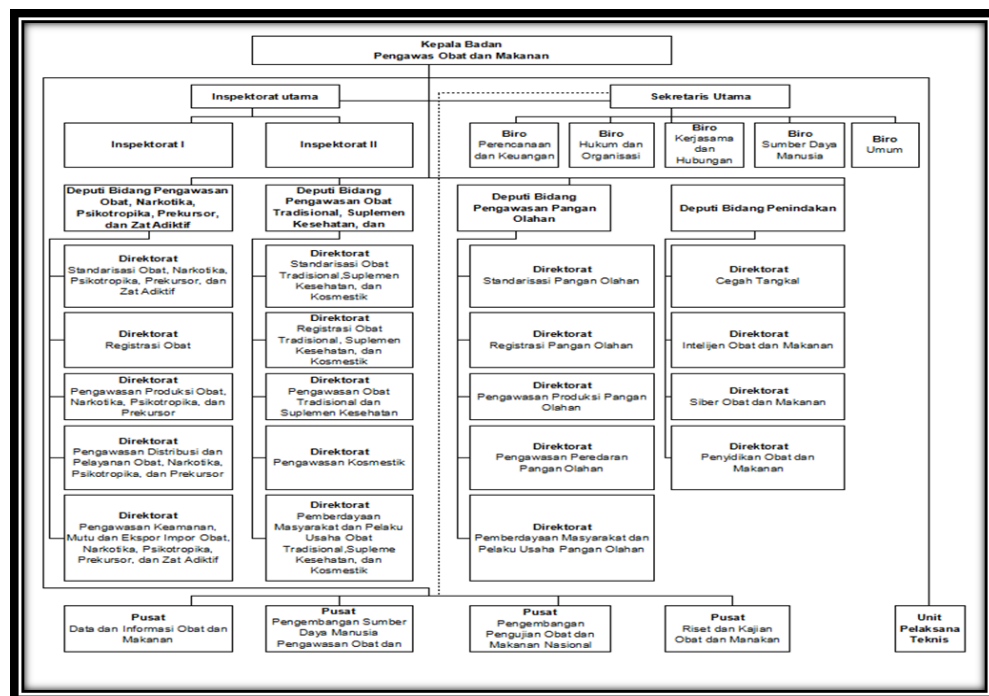 Kepala Badan
Pengawas Obat dan Makanan
Inspektorat utama
Sekretaris Utama
Inspektorat I
Inspektorat II
Biro
Perencanaan
dan Keuangan
Biro
Hukum dan
Organisasi
Biro
Kerjasama
dan
Hubungan
Biro
Sumber Daya
Manusia
Biro
Umum
Deputi Bidang Pengawasan
Obat, Narkotika,
Psikotropika, Prekursor,
dan Zat Adiktif
Deputi Bidang
Pengawasan Obat
Tradisional, Suplemen
Kesehatan, dan
Deputi Bidang
Pengawasan Pangan
Olahan
Deputi Bidang Penindakan
Direktorat
Standarisasi Obat, Narkotika,
Psikotropika, Prekursor, dan
Zat Adiktif
Direktorat
Registrasi Obat
Direktorat
Pengawasan Produksi Obat,
Narkotika, Psikotropika, dan
Prekursor
Direktorat
Pengawasan Distribusi dan
Pelayanan Obat, Narkotika,
Psikotropika, dan Prekursor
Direktorat
Pengawasan Keamanan,
Mutu dan Ekspor Impor Obat,
Narkotika, Psikotropika,
Prekursor, dan Zat Adiktif
Direktorat
Standarisasi Obat
Tradisional,Suplemen
Kesehatan, dan
Kosmestik
Direktorat
Registrasi Obat
Tradisional, Suplemen
Kesehatan, dan
Kosmestik
Direktorat
Pengawasan Obat
Tradisional dan
Suplemen Kesehatan
Direktorat
Pengawasan Kosmestik
Direktorat
Pemberdayaan
Masyarakat dan Pelaku
Usaha Obat
Tradisional,Supleme
Kesehatan, dan
Kosmestik
Direktorat
Standarisasi Pangan Olahan
Direktorat
Registrasi Pangan Olahan
Direktorat
Pengawasan Produksi Pangan
Olahan
Direktorat
Pengawasan Peredaran
Pangan Olahan
Direktorat
Pemberdayaan Masyarakat dan
Pelaku Usaha Pangan Olahan
Direktorat
Cegah Tangkal
Direktorat
Intelijen Obat dan Makanan
Direktorat
Siber Obat dan Makanan
Direktorat
Penyidikan Obat dan
Makanan
Pusat
Data dan Informasi Obat dan
Makanan
Pusat
Pengembangan Sumber
Daya Manusia
Pengawasan Obat dan
Pusat
Pengembangan
Pengujian Obat dan
Makanan Nasional
Pusat
Riset dan Kajian
Obat dan Manakan
Unit
Pelaksana
Teknis